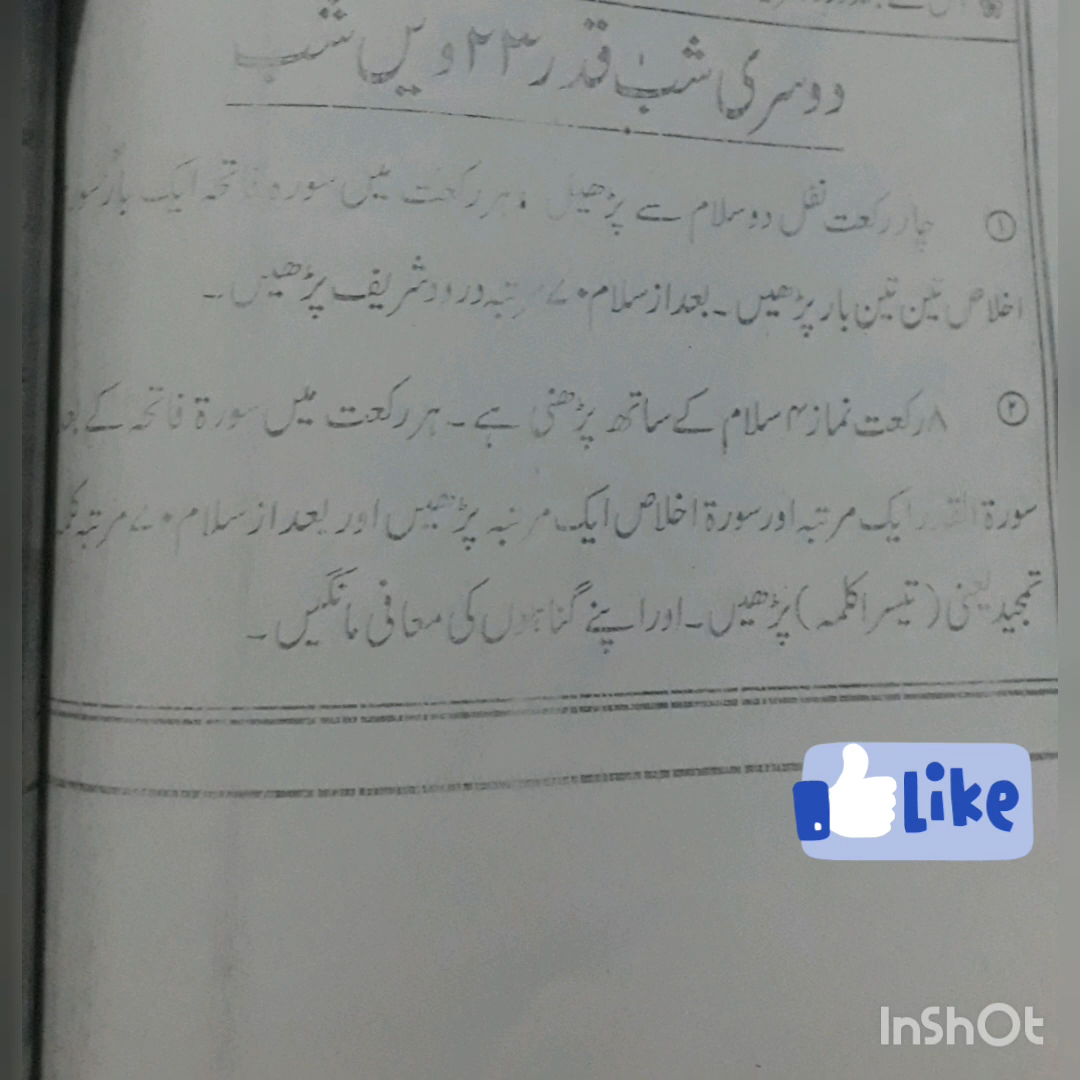 دوسری شب قدر ۲۳ ویں شب
① چار رکعت نفل دو سلام سے پڑھیں۔ ہر رکعت میں سورہ فاتحہ ایک بار سور
اخلاص تین تین بار پڑھیں۔ بعد از سلام ۷۰ مرتبہ درود شریف پڑھیں۔
② ۸ رکعت نماز ۴ سلام کے ساتھ پڑھنی ہے۔ ہر رکعت میں سورۃ فاتحہ کے بعد
سورۃ القدر ایک مرتبہ اور سورۃ اخلاص ایک مرتبہ پڑھیں اور بعد از سلام ۷۰ مرتبہ
تمجید یعنی (تیسرا کلمہ) پڑھیں۔ اور اپنے گناہوں کی معافی مانگیں۔
Like
InShOt